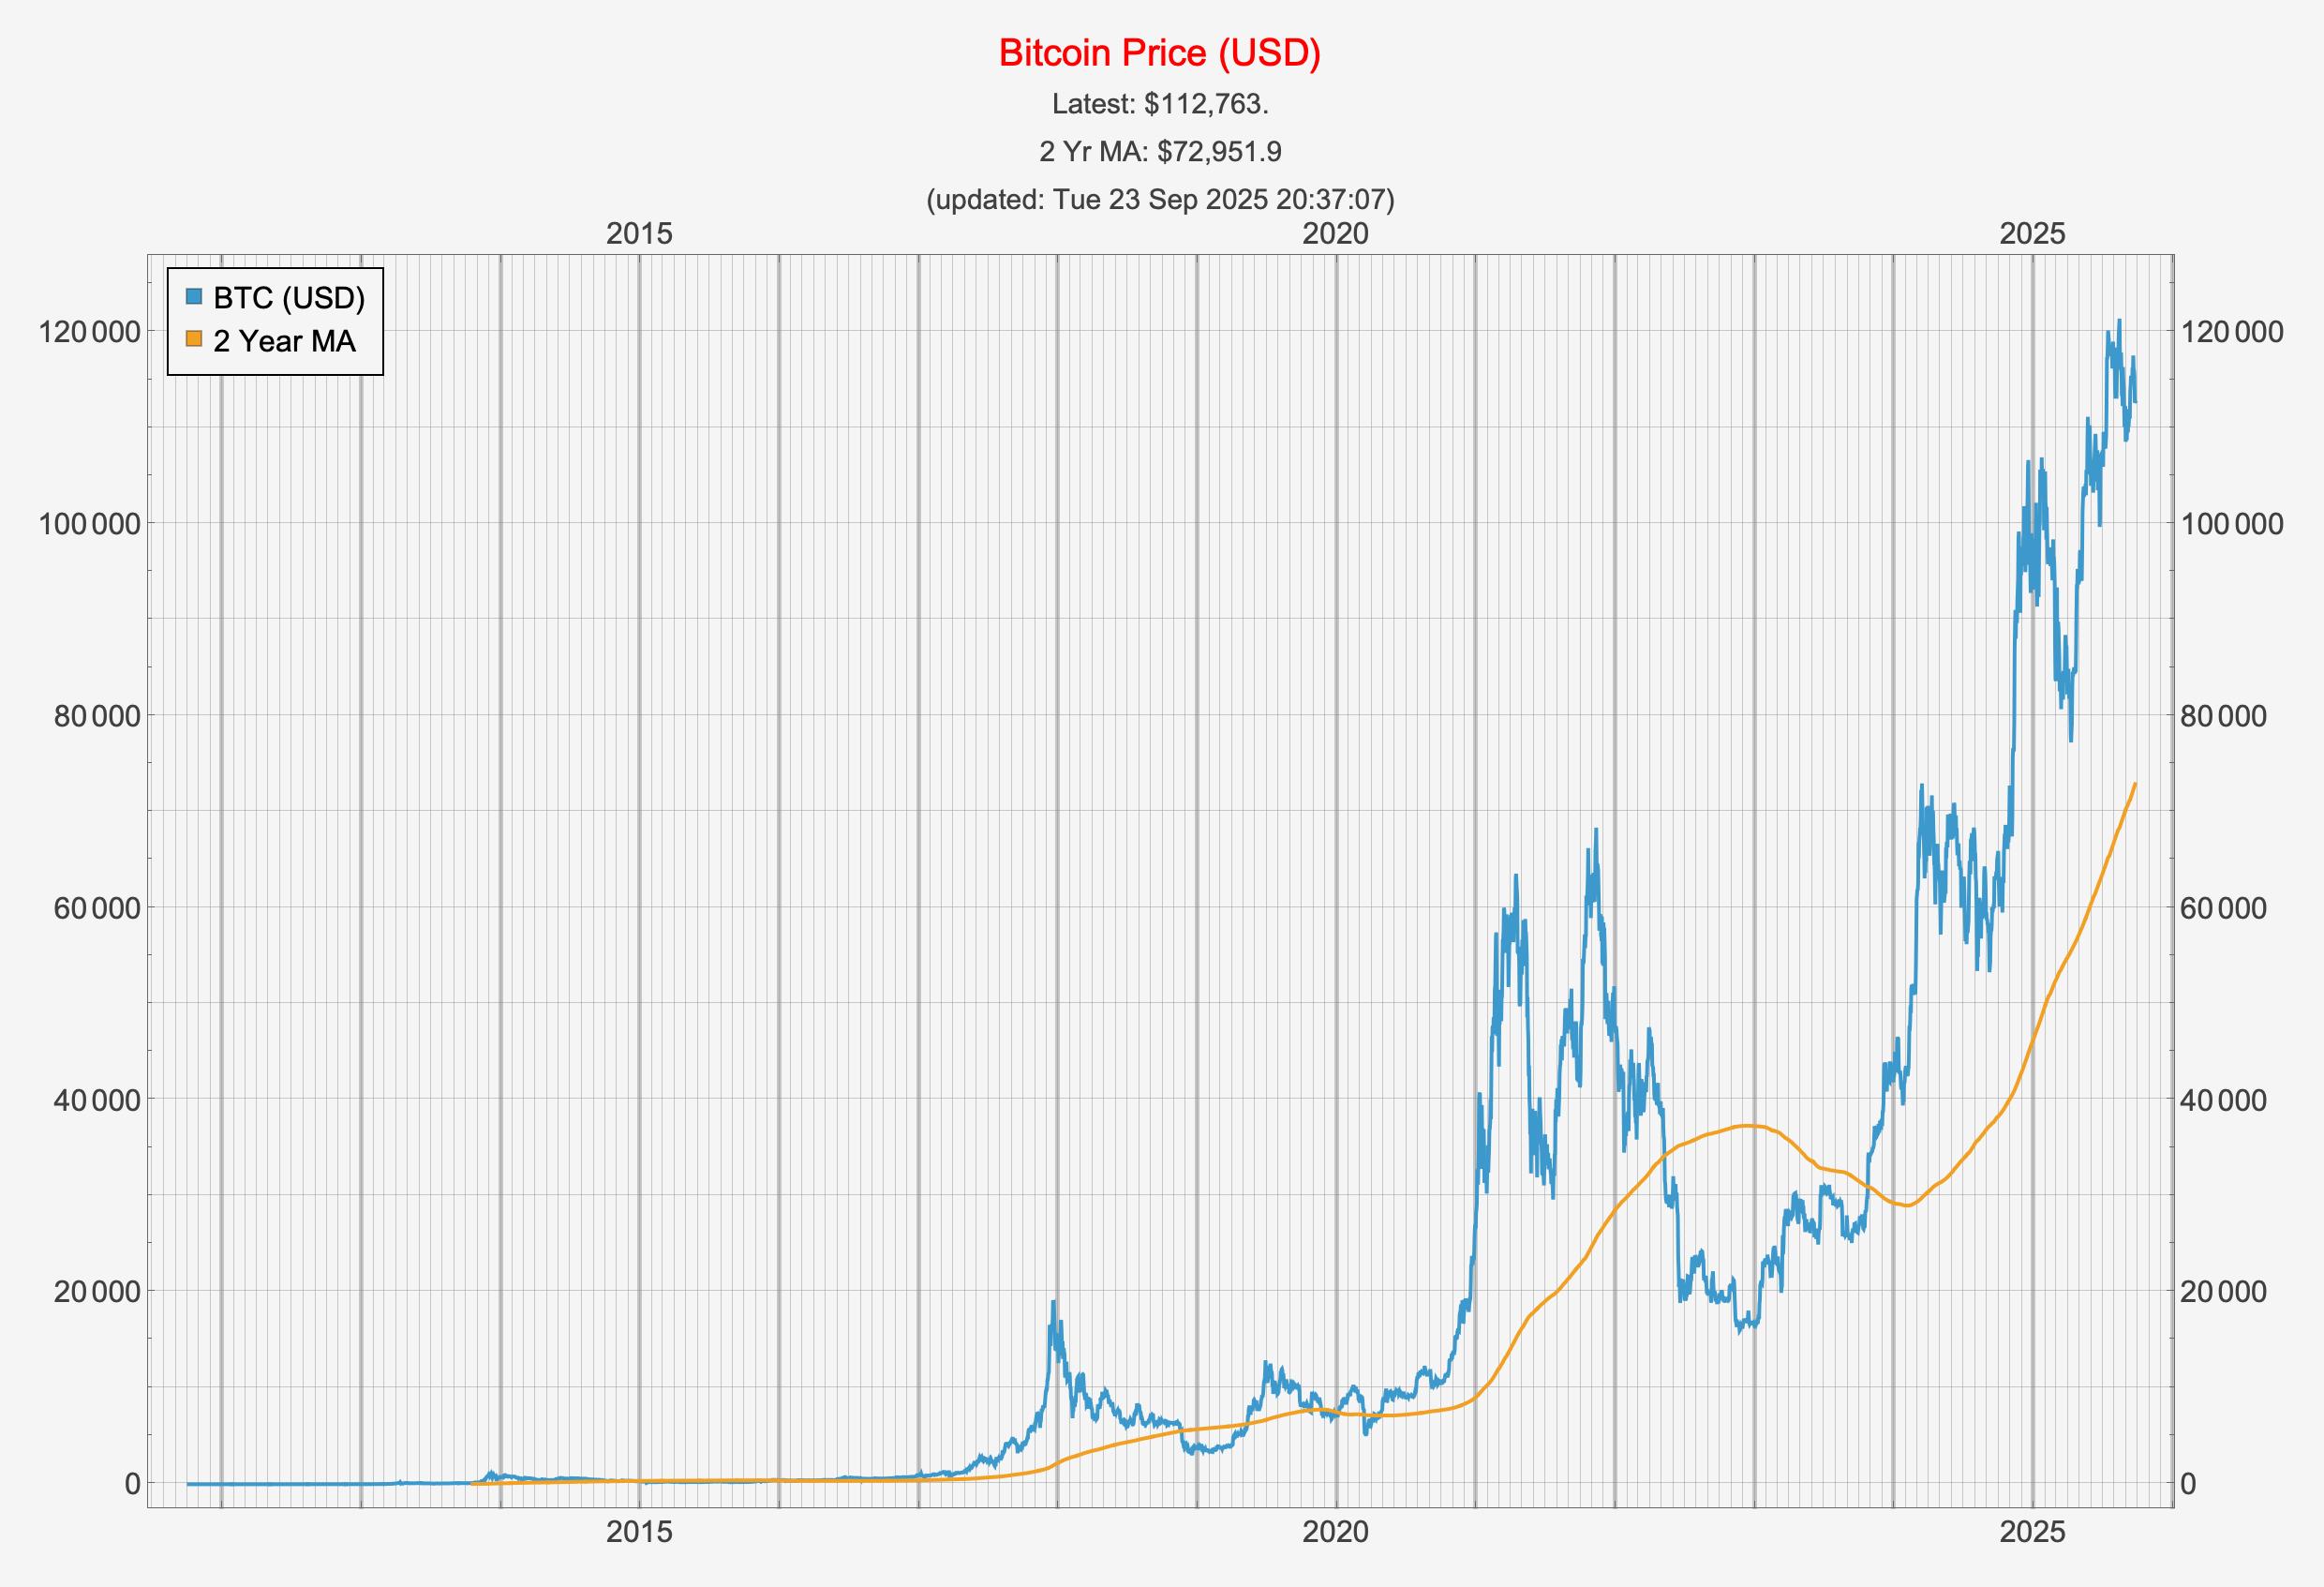 Bitcoin Price (USD)
Latest: $112,763.
2 Yr MA: $72,951.9
(updated: Tue 23 Sep 2025 20:37:07)
2015 2020 2025
BTC (USD)
2 Year MA
120 000 120 000
100 000 100 000
80 000 80 000
60 000 60 000
40 000 40 000
20 000 20 000
0 0
2015 2020 2025